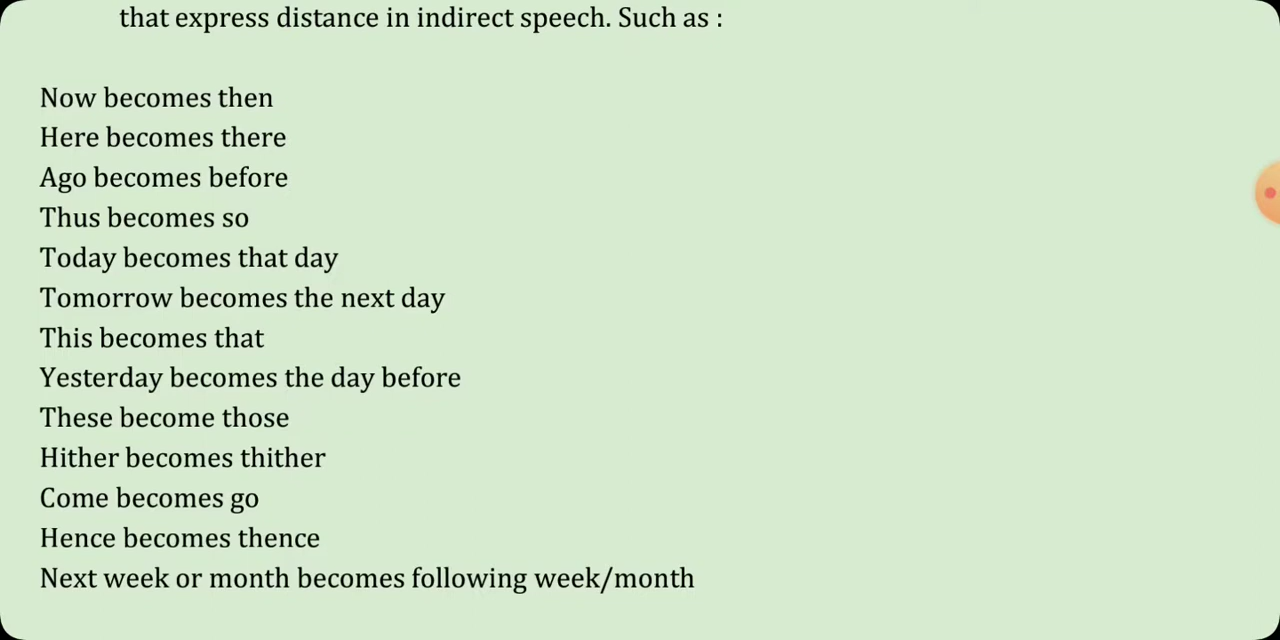 that express distance in indirect speech. Such as :
Now becomes then
Here becomes there
Ago becomes before
Thus becomes so
Today becomes that day
Tomorrow becomes the next day
This becomes that
Yesterday becomes the day before
These become those
Hither becomes thither
Come becomes go
Hence becomes thence
Next week or month becomes following week/month